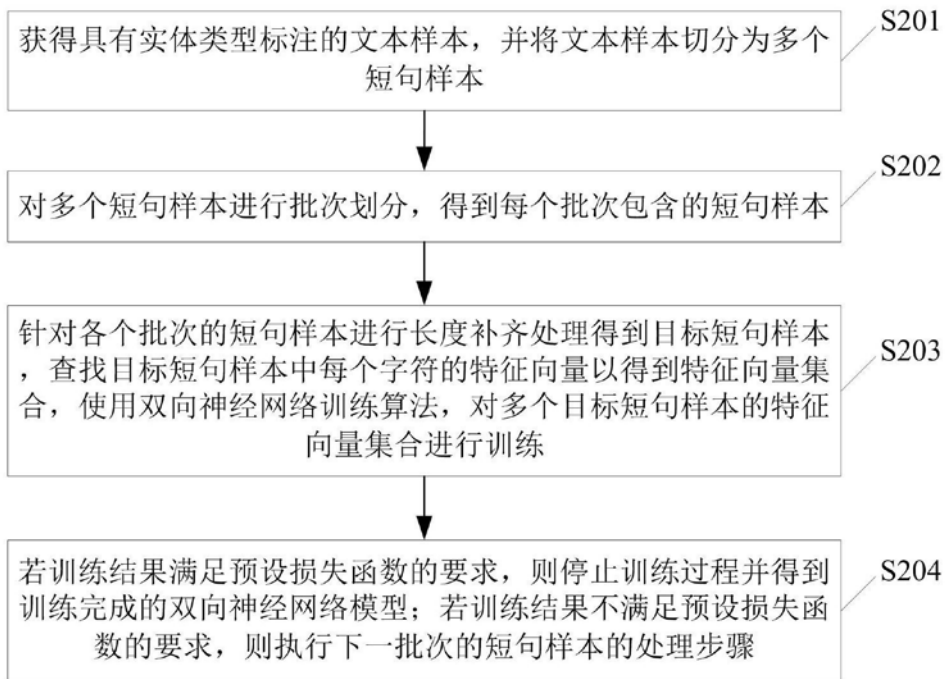 获得具有实体类型标注的文本样本，并将文本样本切分为多个
短句样本
S201
对多个短句样本进行批次划分，得到每个批次包含的短句样本
S202
针对各个批次的短句样本进行长度补齐处理得到目标短句样本
，查找目标短句样本中每个字符的特征向量以得到特征向量集
合，使用双向神经网络训练算法，对多个目标短句样本的特征
向量集合进行训练
S203
若训练结果满足预设损失函数的要求，则停止训练过程并得到
训练完成的双向神经网络模型；若训练结果不满足预设损失函
数的要求，则执行下一批次的短句样本的处理步骤
S204